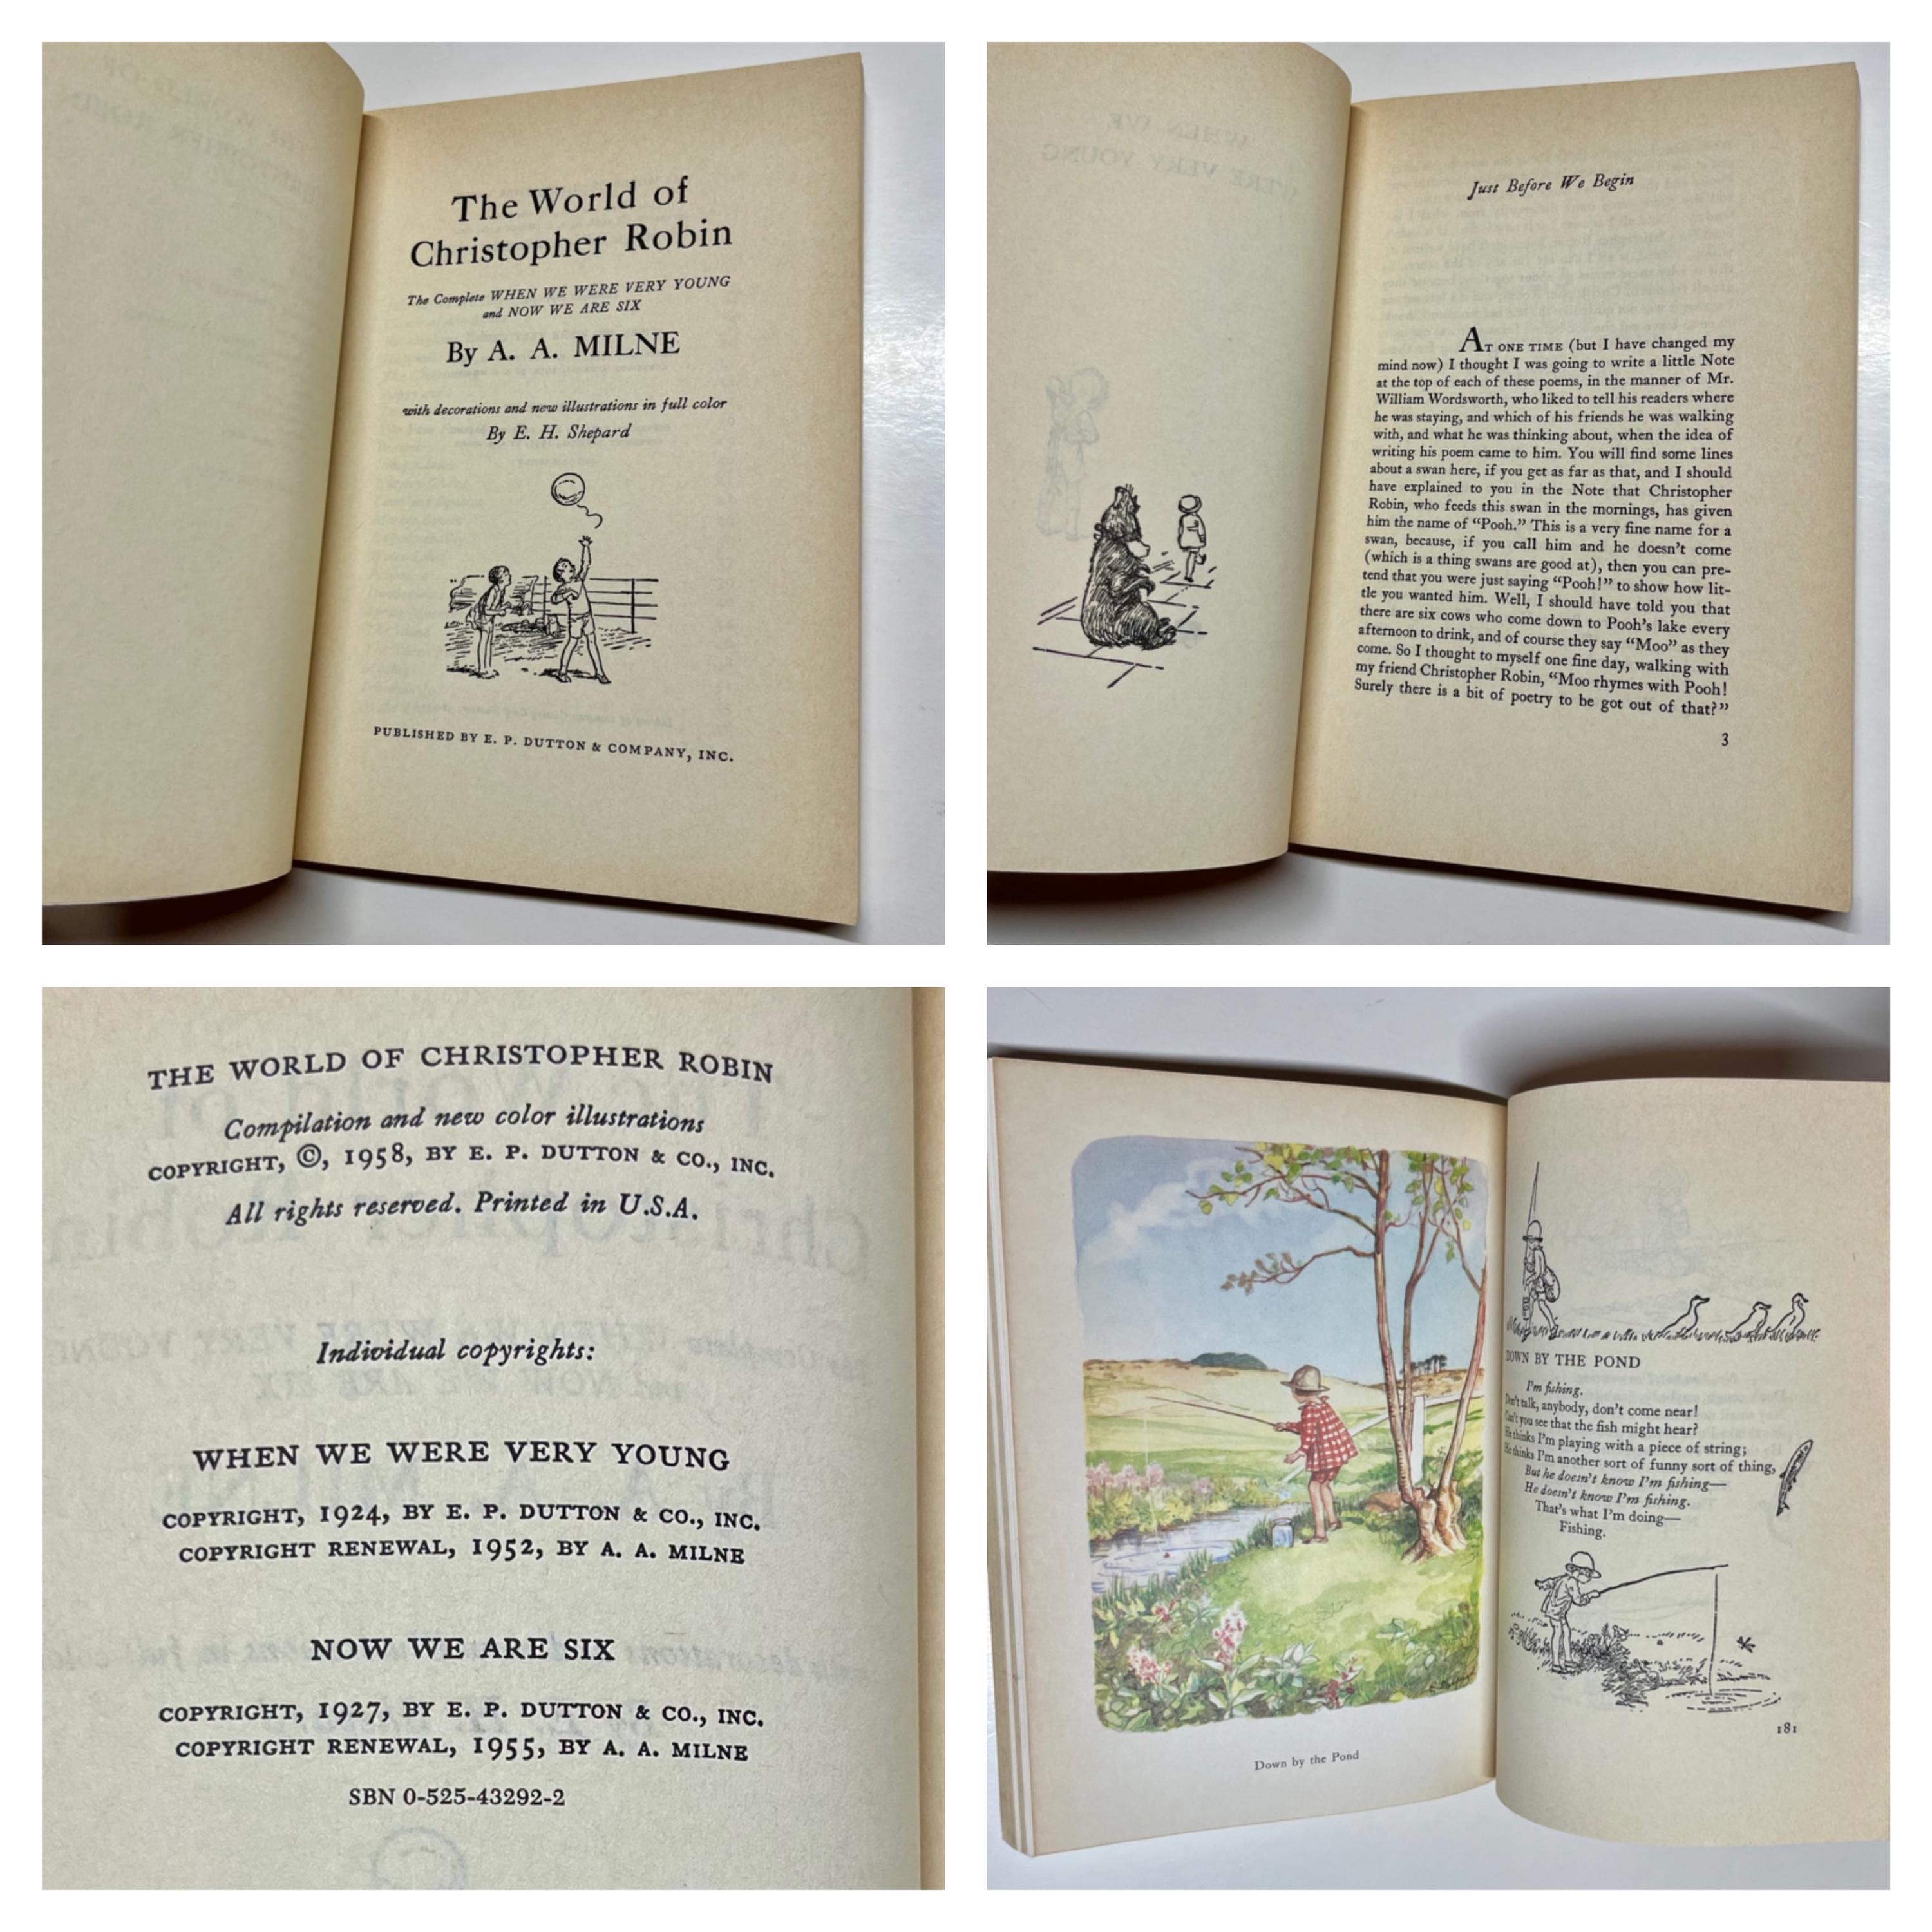 The World of
Christopher Robin
The Complete WHEN WE WERE VERY YOUNG
and NOW WE ARE SIX
By A. A. MILNE
with decorations and new illustrations in full color
By E. H. Shepard
PUBLISHED BY E. P. DUTTON & COMPANY, INC.
WHEN WE
WERE VERY YOUNG
Just Before We Begin
AT ONE TIME (but I have changed my
mind now) I thought I was going to write a little Note
at the top of each of these poems, in the manner of Mr.
William Wordsworth, who liked to tell his readers where
he was staying, and which of his friends he was walking
with, and what he was thinking about, when the idea of
writing his poem came to him. You will find some lines
about a swan here, if you get as far as that, and I should
have explained to you in the Note that Christopher
Robin, who feeds this swan in the mornings, has given
him the name of “Pooh.” This is a very fine name for a
swan, because, if you call him and he doesn’t come
(which is a thing swans are good at), then you can pre-
tend that you were just saying “Pooh!” to show how lit-
tle you wanted him. Well, I should have told you that
there are six cows who come down to Pooh’s lake every
afternoon to drink, and of course they say “Moo” as they
come. So I thought to myself one fine day, walking with
my friend Christopher Robin, “Moo rhymes with Pooh!
Surely there is a bit of poetry to be got out of that?”
3
THE WORLD OF CHRISTOPHER ROBIN
Compilation and new color illustrations
COPYRIGHT, ©, 1958, BY E. P. DUTTON & CO., INC.
All rights reserved. Printed in U.S.A.
Individual copyrights:
WHEN WE WERE VERY YOUNG
COPYRIGHT, 1924, BY E. P. DUTTON & CO., INC.
COPYRIGHT RENEWAL, 1952, BY A. A. MILNE
NOW WE ARE SIX
COPYRIGHT, 1927, BY E. P. DUTTON & CO., INC.
COPYRIGHT RENEWAL, 1955, BY A. A. MILNE
SBN 0-525-43292-2
Down by the Pond
DOWN BY THE POND
I’m fishing.
Don’t talk, anybody, don’t come near!
Can’t you see that the fish might hear?
He thinks I’m playing with a piece of string;
He thinks I’m another sort of funny sort of thing,
But he doesn’t know I’m fishing—
He doesn’t know I’m fishing.
That’s what I’m doing—
Fishing.
181